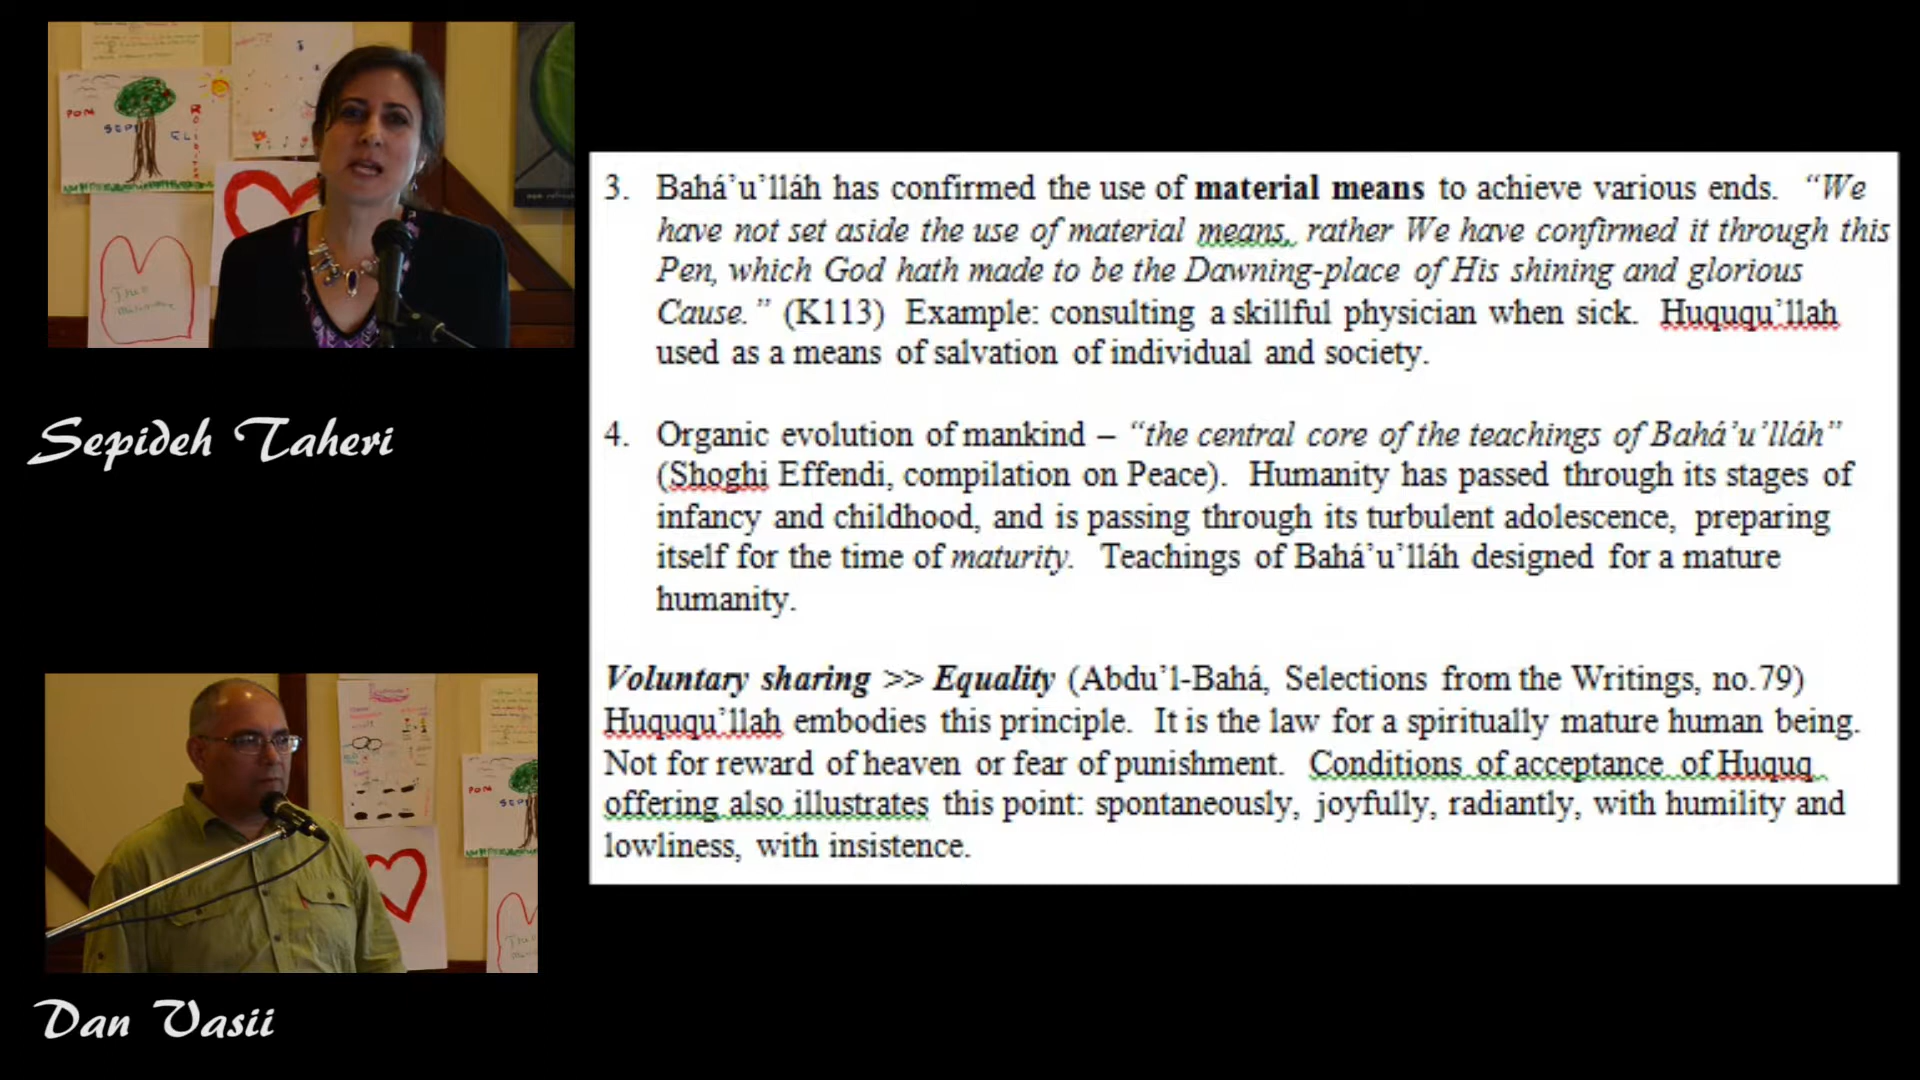 POM
SEPI
ELI
RODIDITE
Sepideh Taheri
3. Bahá’u’lláh has confirmed the use of material means to achieve various ends. “We
have not set aside the use of material means, rather We have confirmed it through this
Pen, which God hath made to be the Dawning-place of His shining and glorious
Cause.” (K113) Example: consulting a skillful physician when sick. Huququ’llah
used as a means of salvation of individual and society.
4. Organic evolution of mankind – “the central core of the teachings of Bahá’u’lláh”
(Shoghi Effendi, compilation on Peace). Humanity has passed through its stages of
infancy and childhood, and is passing through its turbulent adolescence, preparing
itself for the time of maturity. Teachings of Bahá’u’lláh designed for a mature
humanity.
Voluntary sharing >> Equality (Abdu’l-Bahá, Selections from the Writings, no.79)
Huququ’llah embodies this principle. It is the law for a spiritually mature human being.
Not for reward of heaven or fear of punishment. Conditions of acceptance of Huquq
offering also illustrates this point: spontaneously, joyfully, radiantly, with humility and
lowliness, with insistence.
POM
SEPI
Dan Vasii